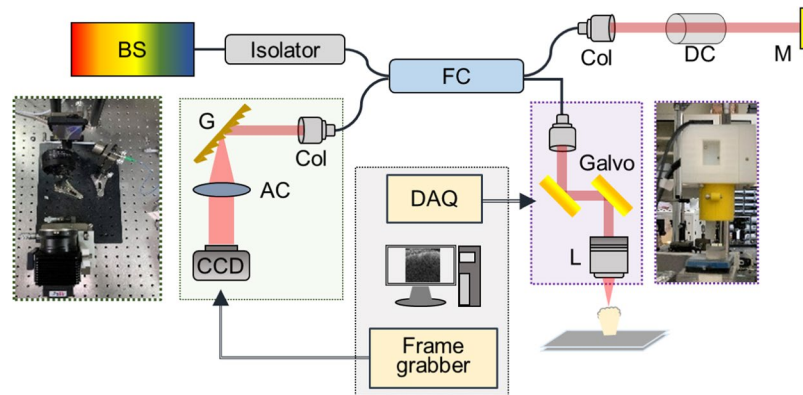 BS
Isolator
FC
Col
DC
M
G
Col
AC
CCD
DAQ
Galvo
L
Frame
grabber